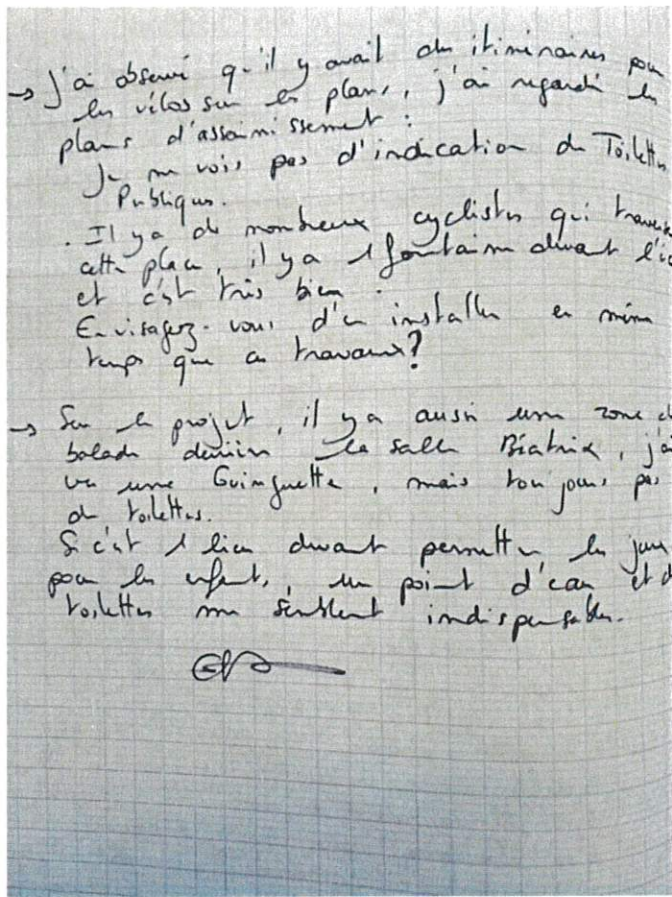 → J'ai observé qu'il y avait des itinéraires pour
les vélos sur les plans, j'ai regardé les
plans d'assainissement :
Je ne vois pas d'indication de Toilettes
Publiques.
. Il y a de nombreux cyclistes qui
cette place, il y a 1 fontaine devant
et c'est très bien.
Envisagez-vous d'en installer en même
temps que ces travaux ?
→ Sur le projet, il y a aussi une zone de
balade derrière la salle Béatrix, j'ai
vu une Guinguette, mais toujours pas
de toilettes.
Si c'est 1 lieu devant permettre les jeux
pour les enfants, un point d'eau et des
toilettes me semblent indispensables.